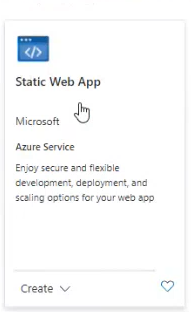 Static Web App
Microsoft
Azure Service
Enjoy secure and flexible
development, deployment, and
scaling options for your web app
Create